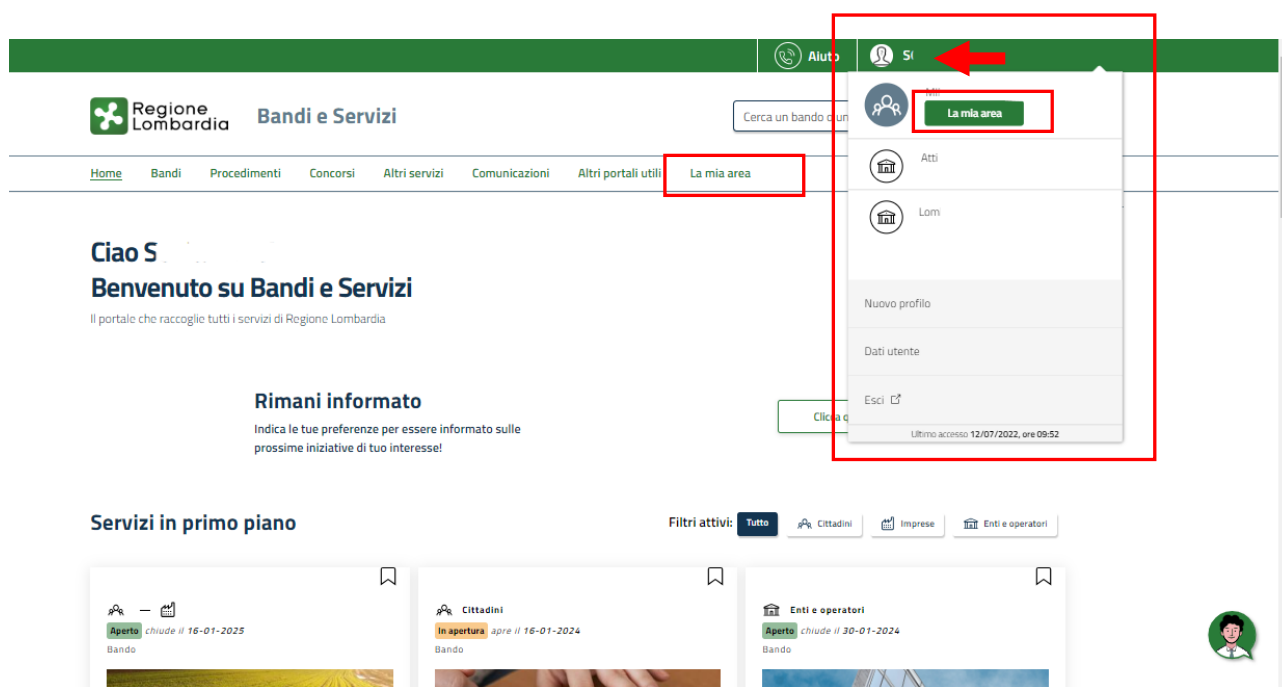 Aiuto
Regione
Lombardia
Bandi e Servizi
Cerca un bando o un
La mia area
Atti
Lom
Home Bandi Procedimenti Concorsi Altri servizi Comunicazioni Altri portali utili La mia area
Ciao S
Benvenuto su Bandi e Servizi
Il portale che raccoglie tutti i servizi di Regione Lombardia
Nuovo profilo
Dati utente
Esci
Ultimo accesso 12/07/2022, ore 09:52
Rimani informato
Indica le tue preferenze per essere informato sulle
prossime iniziative di tuo interesse!
Clicca q
Servizi in primo piano
Filtri attivi: Tutto Cittadini Imprese Enti e operatori
Aperto chiude il 16-01-2025
Bando
Cittadini
In apertura apre il 16-01-2024
Bando
Enti e operatori
Aperto chiude il 30-01-2024
Bando